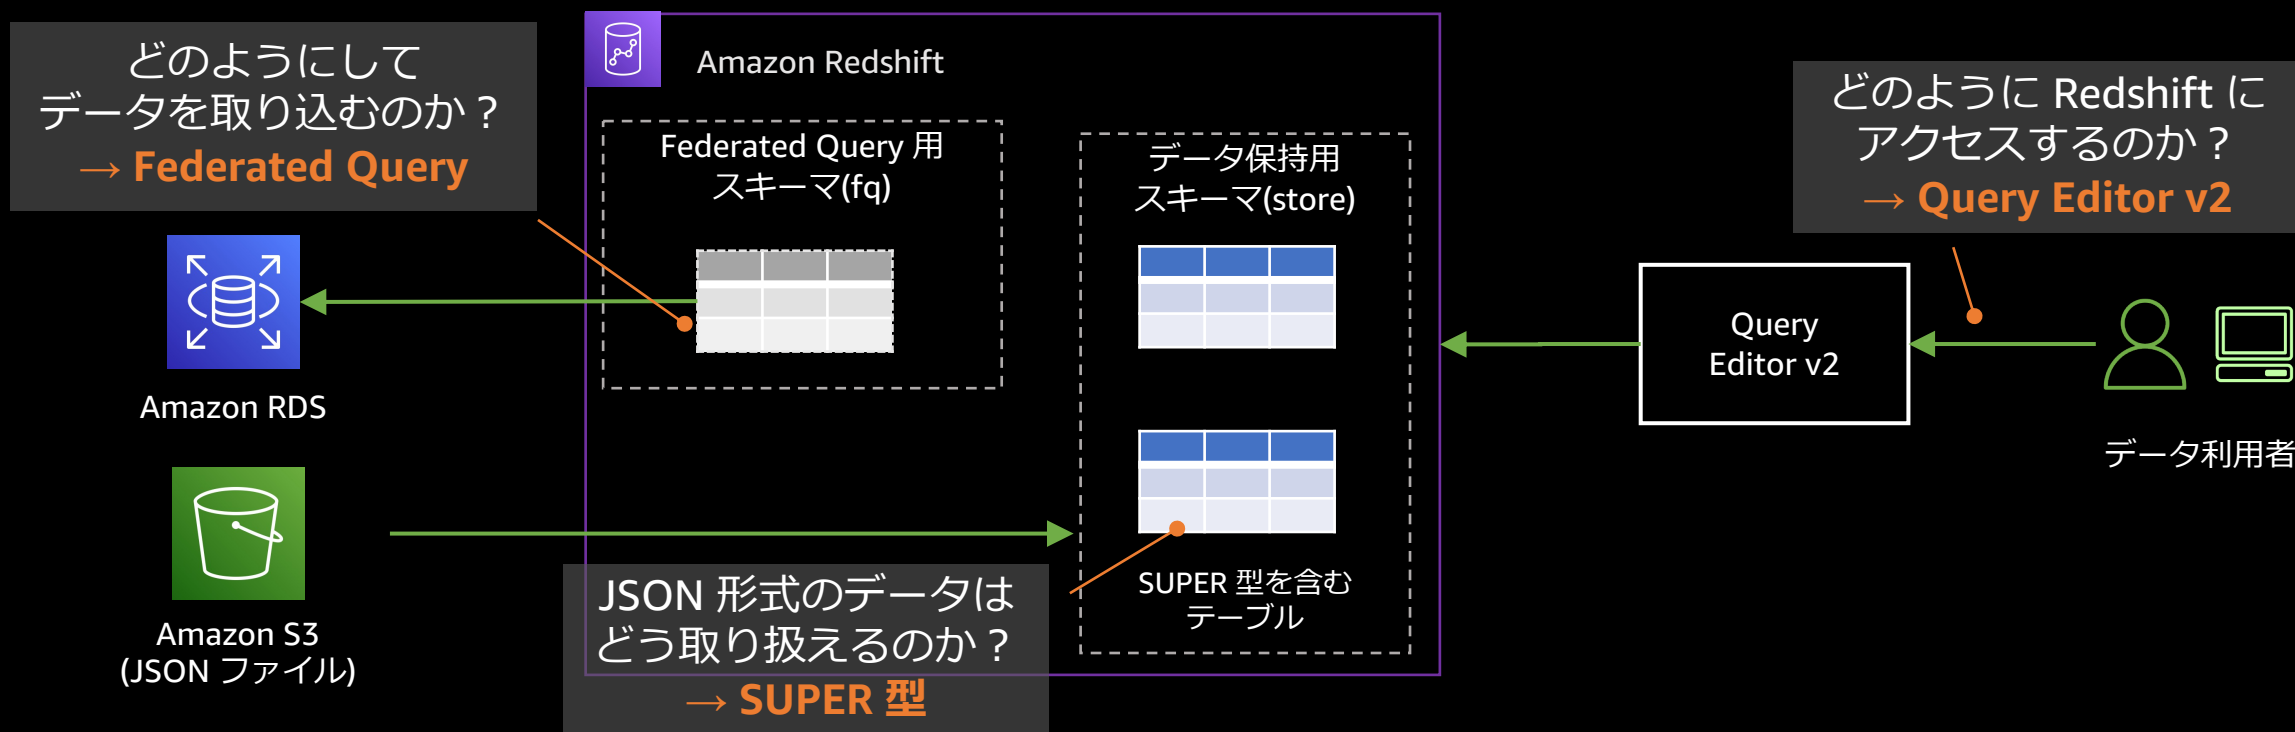 どのようにして
データを取り込むのか？
→ Federated Query
Amazon RDS
Amazon S3
(JSON ファイル)
Amazon Redshift
Federated Query 用
スキーマ(fq)
データ保持用
スキーマ(store)
SUPER 型を含む
テーブル
JSON 形式のデータは
どう取り扱えるのか？
→ SUPER 型
どのように Redshift に
アクセスするのか？
→ Query Editor v2
Query
Editor v2
データ利用者